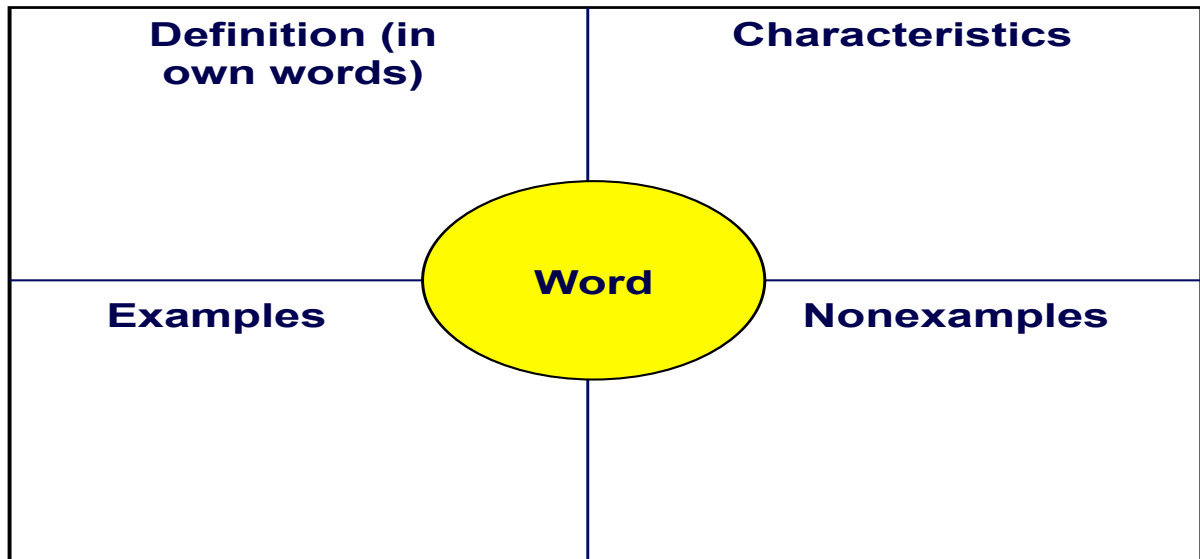 Definition (in
own words)
Characteristics
Word
Examples
Nonexamples